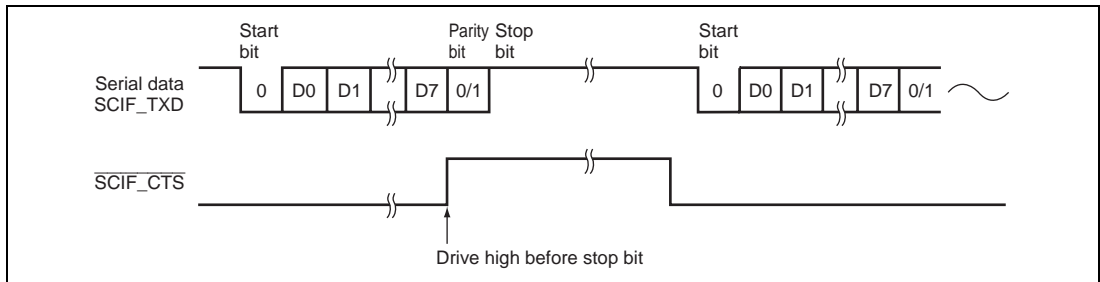 Start
bit
Parity Stop
bit bit
Start
bit
Serial data
SCIF_TXD
0 D0 D1 D7 0/1 0 D0 D1 D7 0/1
SCIF_CTS
Drive high before stop bit